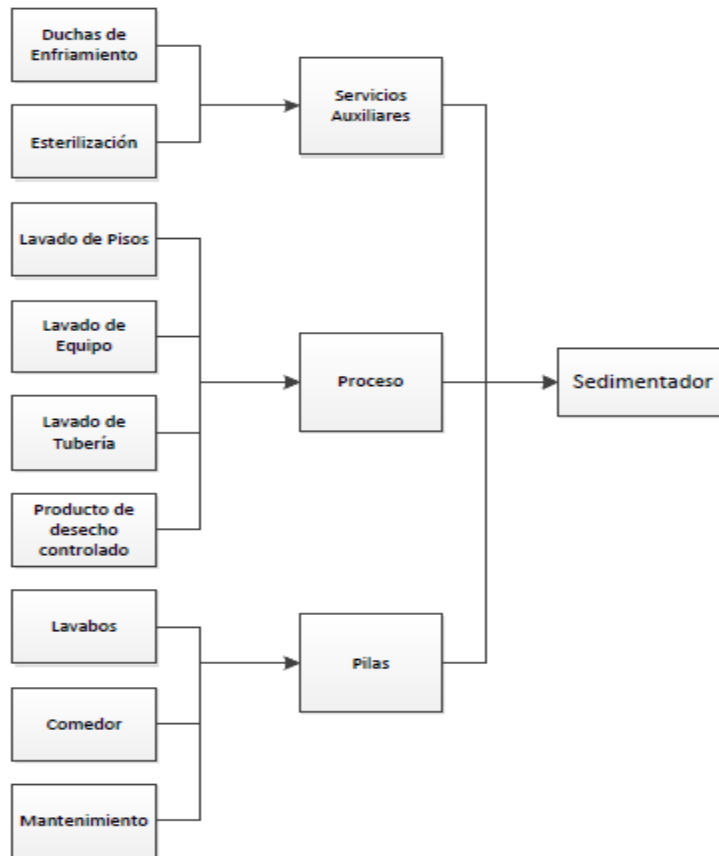 Duchas de
Enfriamiento
Servicios
Auxiliares
Esterilización
Lavado de Pisos
Lavado de
Equipo
Proceso
Sedimentador
Lavado de
Tubería
Producto de
desecho
controlado
Lavabos
Pilas
Comedor
Mantenimiento